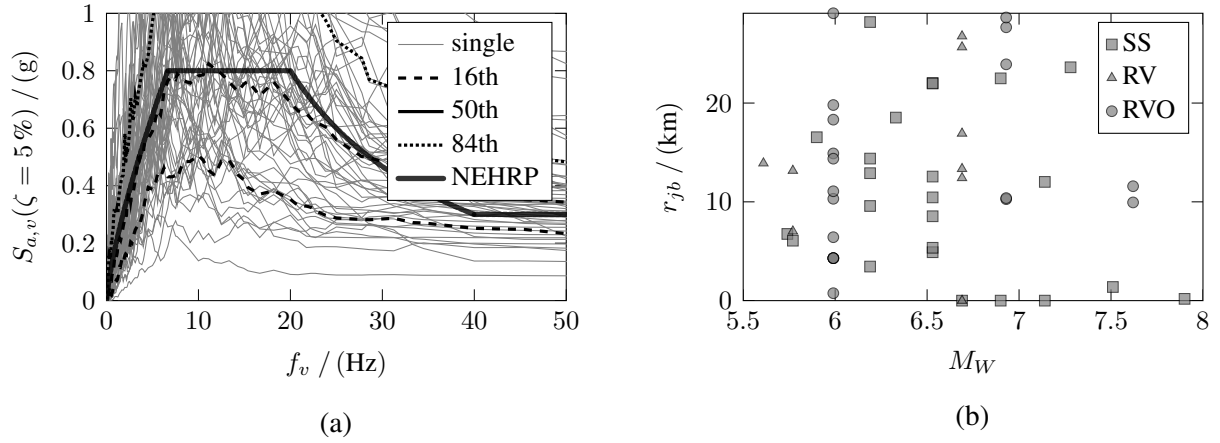 1
0.8
0.6
0.4
0.2
0
0 10 20 30 40 50
S_{a,v}(ζ = 5 %) / (g)
f_v / (Hz)
single
16th
50th
84th
NEHRP
(a)
20
10
0
5.5 6 6.5 7 7.5 8
r_{jb} / (km)
M_W
SS
RV
RVO
(b)